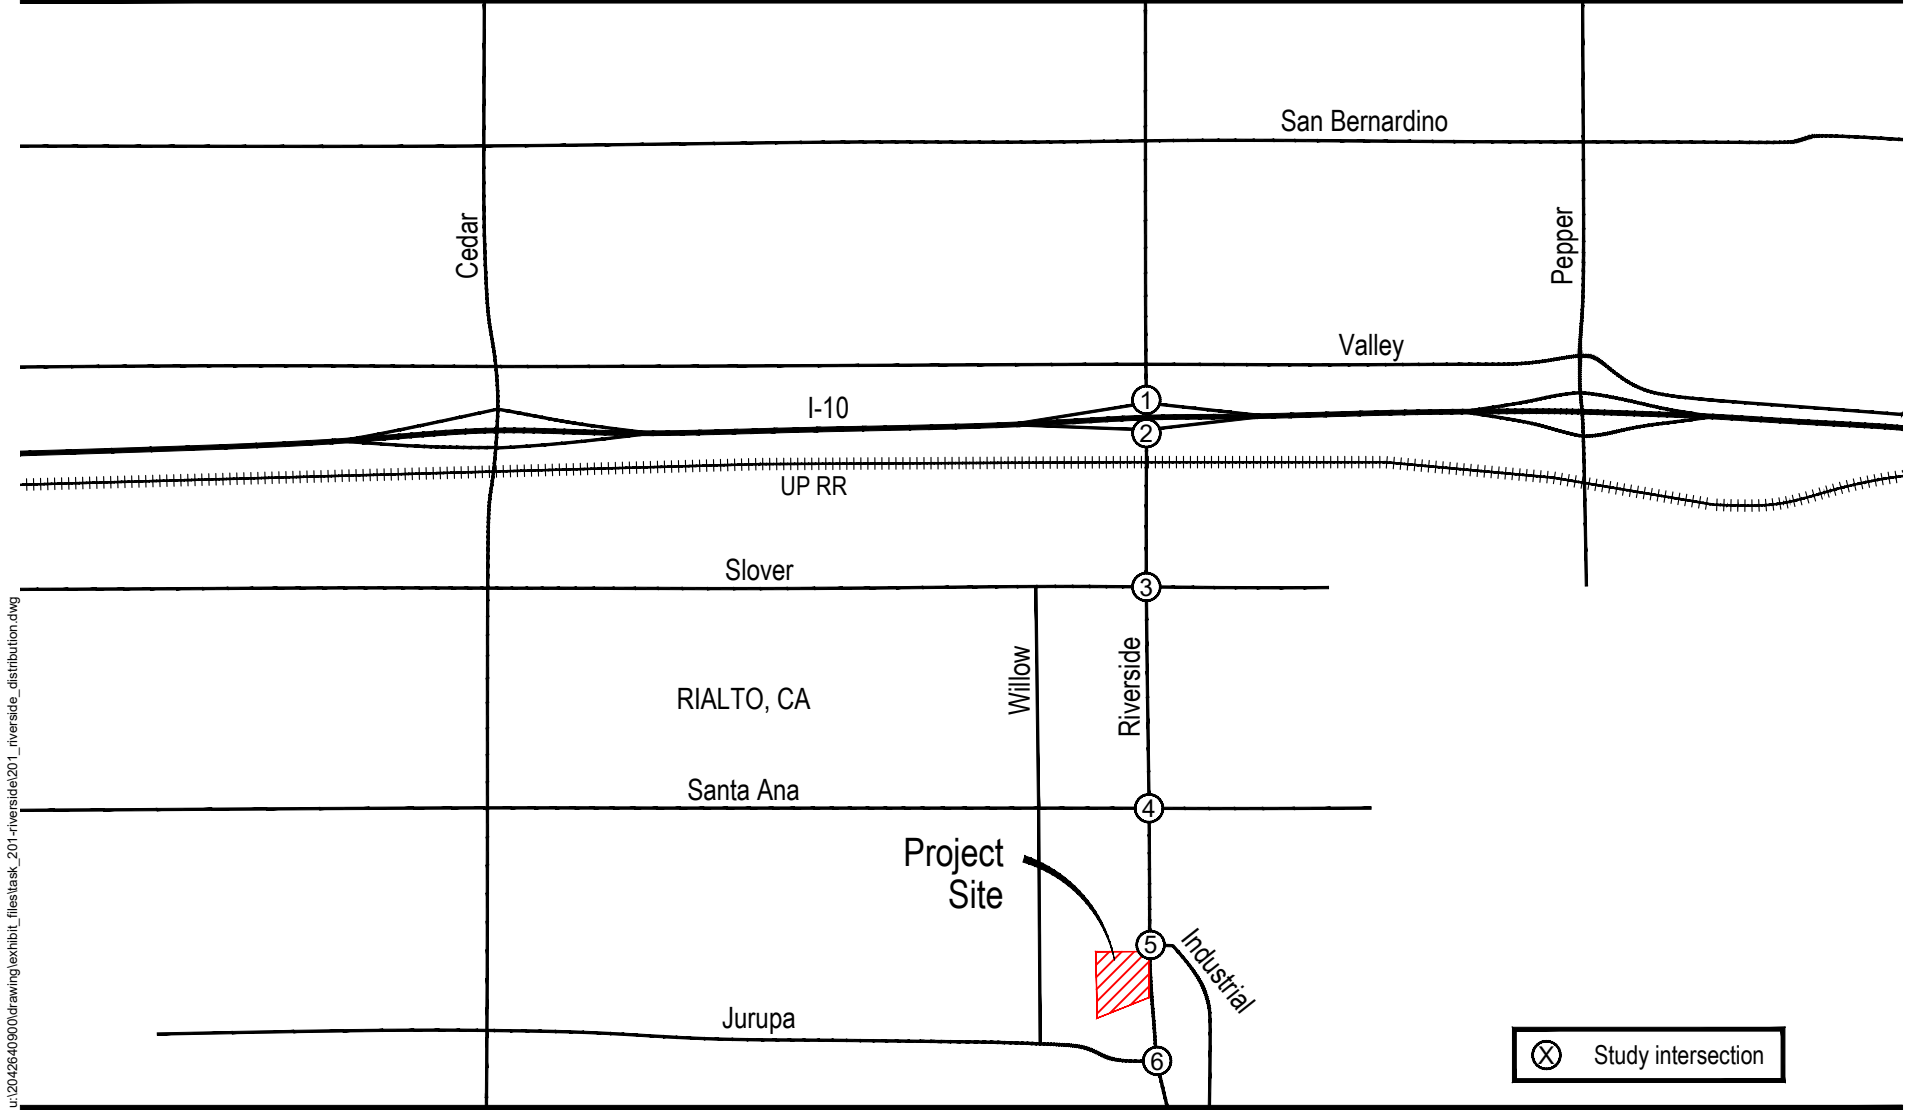 San Bernardino
Cedar
Pepper
Valley
I-10
1
2
UP RR
Slover
3
Willow
Riverside
RIALTO, CA
Santa Ana
4
Project
Site
5
Industrial
Jurupa
6
X Study intersection
u:\2042640900\drawing\exhibit_files\task_201-riverside\201_riverside_distribution.dwg